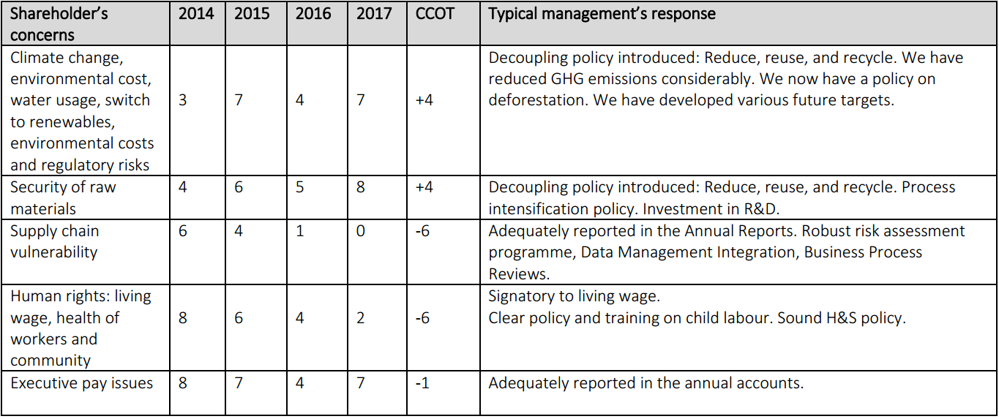 Shareholder's 2014 2015 2016 2017 CCOT Typical management's response
concerns
Climate change, Decoupling policy introduced: Reduce, reuse, and recycle. We have
environmental cost, reduced GHG emissions considerably. We now have a policy on
water usage, switch 3 7 4 7 +4 deforestation. We have developed various future targets.
to renewables,
environmental costs
and regulatory risks
Security of raw 4 6 5 8 +4 Decoupling policy introduced: Reduce, reuse, and recycle. Process
materials intensification policy. Investment in R&D.
Supply chain 6 4 1 0 -6 Adequately reported in the Annual Reports. Robust risk assessment
vulnerability programme, Data Management Integration, Business Process
Reviews.
Human rights: living Signatory to living wage.
wage, health of 8 6 4 2 -6 Clear policy and training on child labour. Sound H&S policy.
workers and
community
Executive pay issues 8 7 4 7 -1 Adequately reported in the annual accounts.